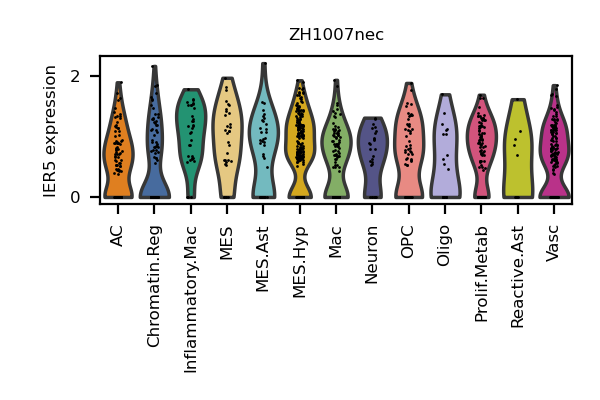 ZH1007nec
IER5 expression
2
0
AC
Chromatin.Reg
Inflammatory.Mac
MES
MES.Ast
MES.Hyp
Mac
Neuron
OPC
Oligo
Prolif.Metab
Reactive.Ast
Vasc